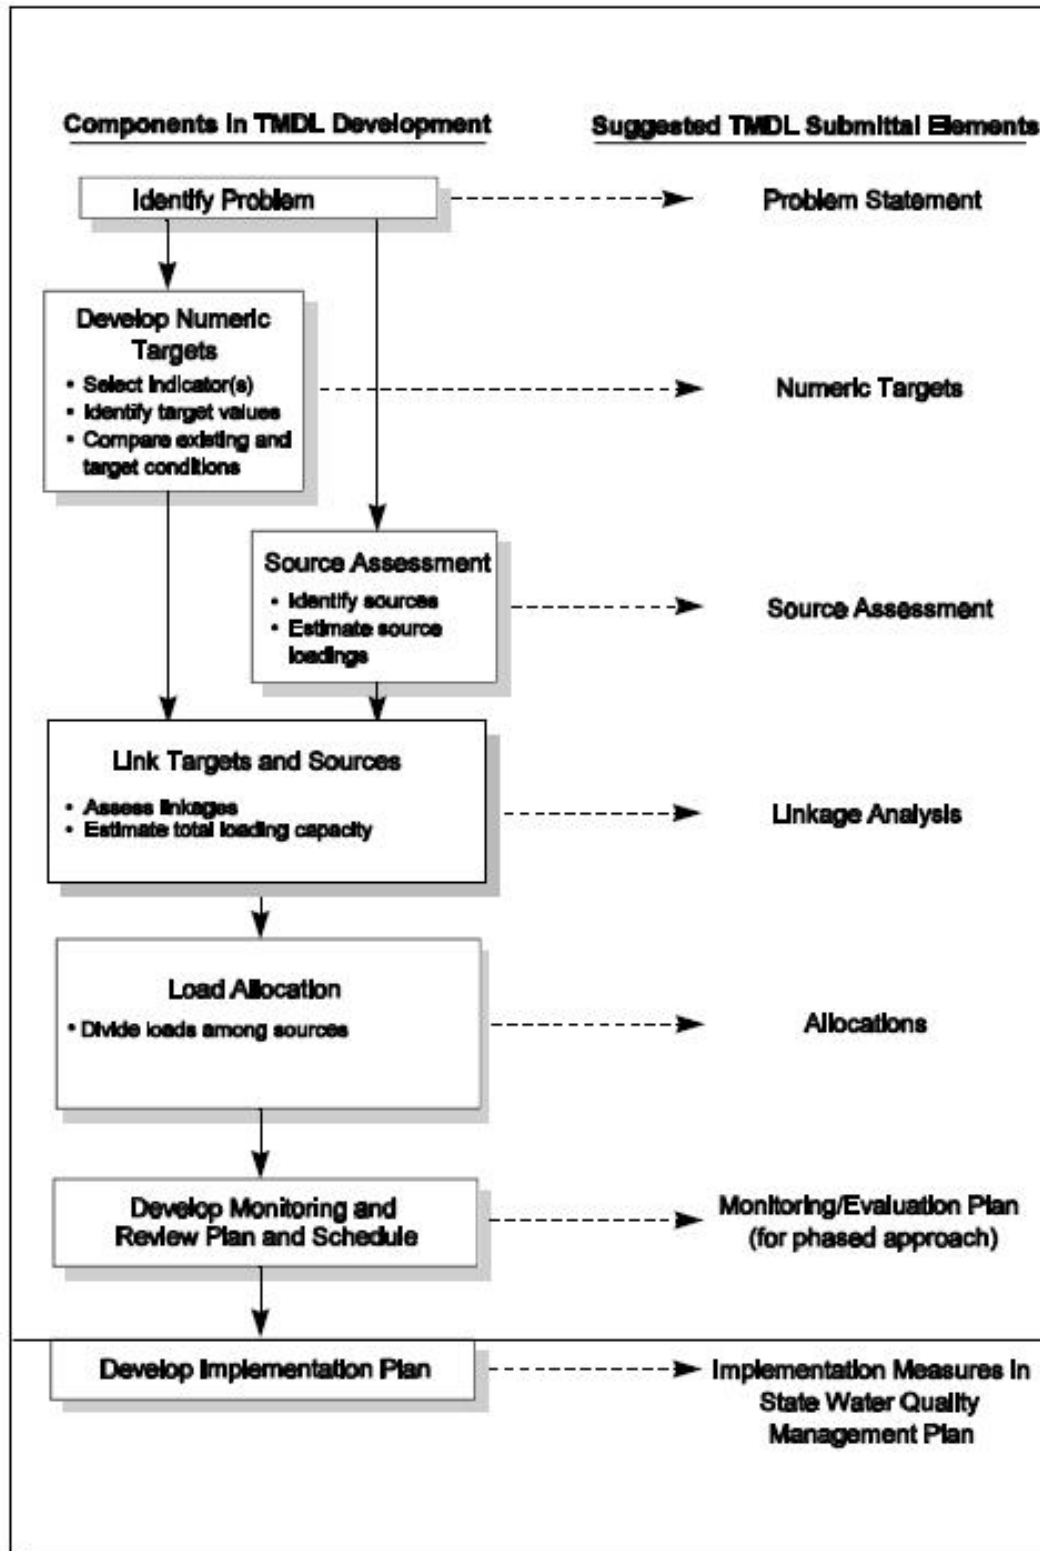 Components in TMDL Development
Suggested TMDL Submittal Elements
Identify Problem
Problem Statement
Develop Numeric
Targets
• Select indicator(s)
• Identify target values
• Compare existing and
target conditions
Numeric Targets
Source Assessment
• Identify sources
• Estimate source
loadings
Source Assessment
Link Targets and Sources
• Assess linkages
• Estimate total loading capacity
Linkage Analysis
Load Allocation
• Divide loads among sources
Allocations
Develop Monitoring and
Review Plan and Schedule
Monitoring/Evaluation Plan
(for phased approach)
Develop Implementation Plan
Implementation Measures in
State Water Quality
Management Plan